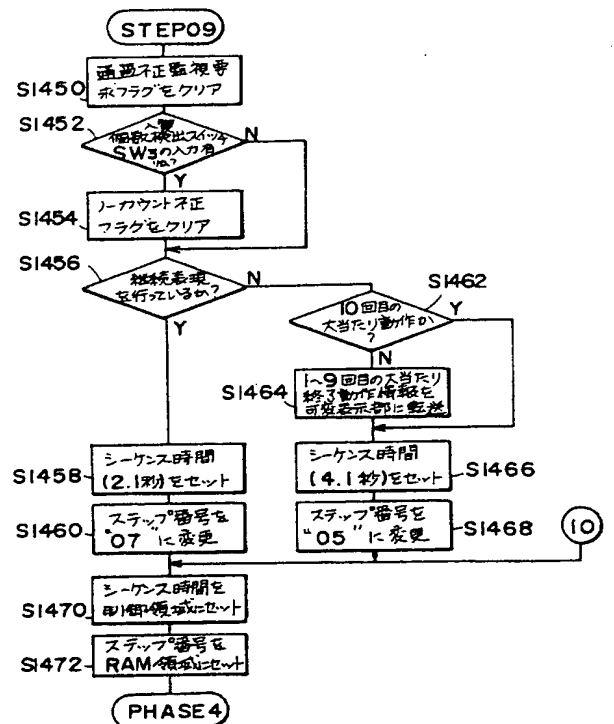 STEP09
S1450
通過不正監視要
求フラグをクリア
S1452
入賞
個数検出スイッチ
SW3の入力有
N
Y
S1454
ノーカウント不正
フラグをクリア
S1456
継続表現
を行っているか?
N
Y
S1462
10回目の
大当たり動作か
?
Y
N
S1464
1~9回目の大当たり
終了動作情報を
可変表示部に転送
S1458
シーケンス時間
(2.1秒)をセット
S1466
シーケンス時間
(4.1秒)をセット
S1460
ステップ番号を
"07"に変更
S1468
ステップ番号を
"05"に変更
10
S1470
シーケンス時間を
制御領域にセット
S1472
ステップ番号を
RAM領域にセット
PHASE4